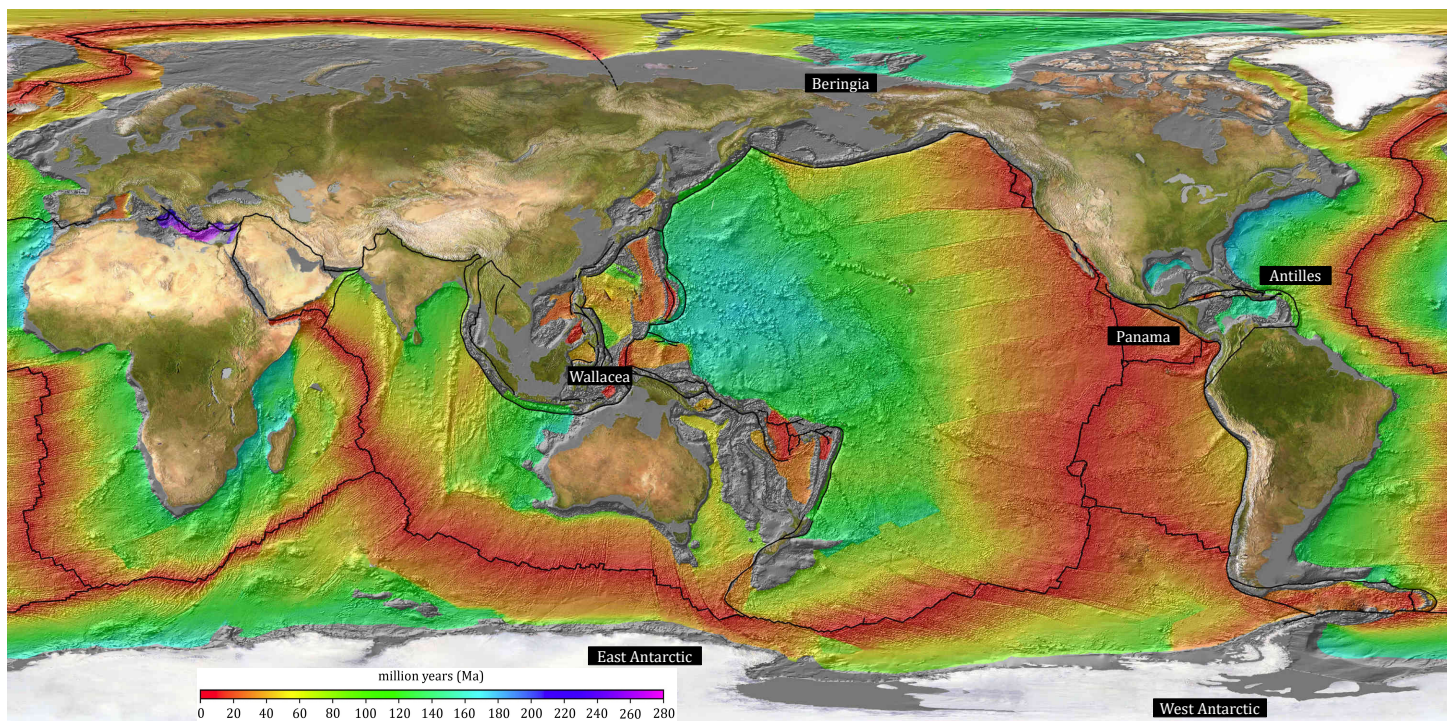 Beringia
Antilles
Panama
Wallacea
East Antarctic
million years (Ma)
0 20 40 60 80 100 120 140 160 180 200 220 240 260 280
West Antarctic